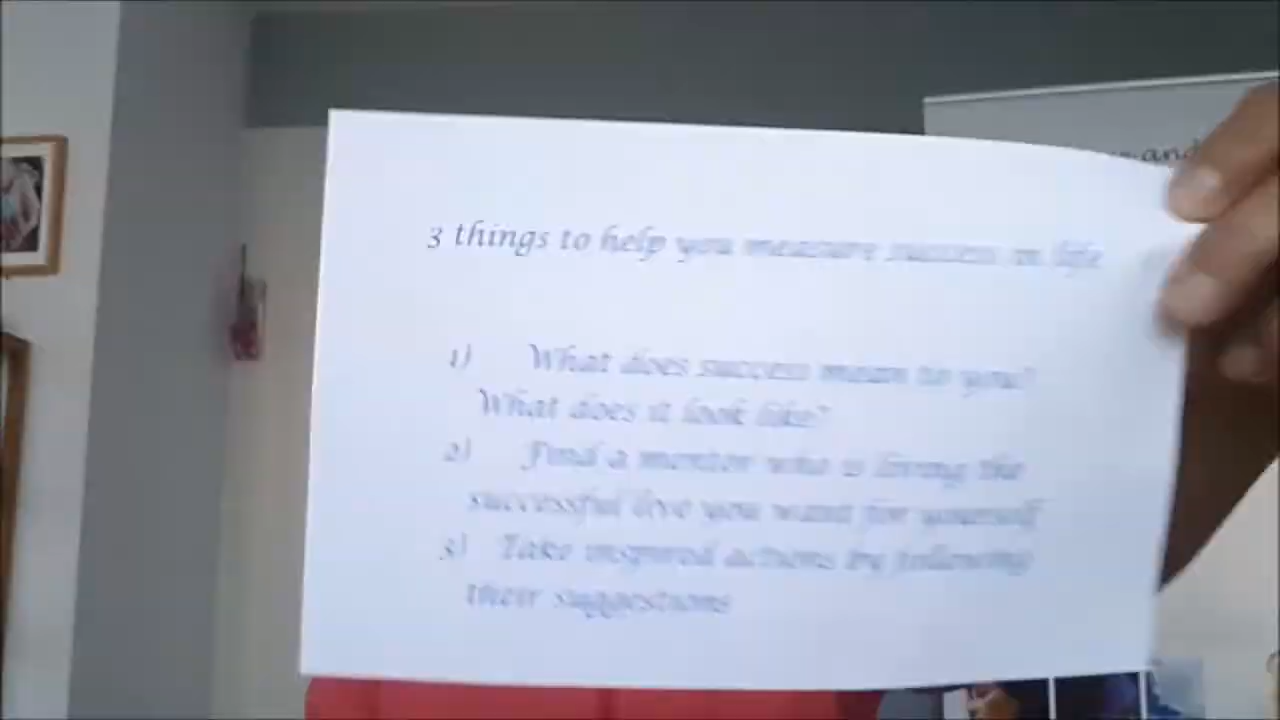 and
3 things to help you measure success in life
1) What does success mean to you?
What does it look like?
2) Find a mentor who is living the
successful live you want for yourself
3) Take inspired actions by following
their suggestions